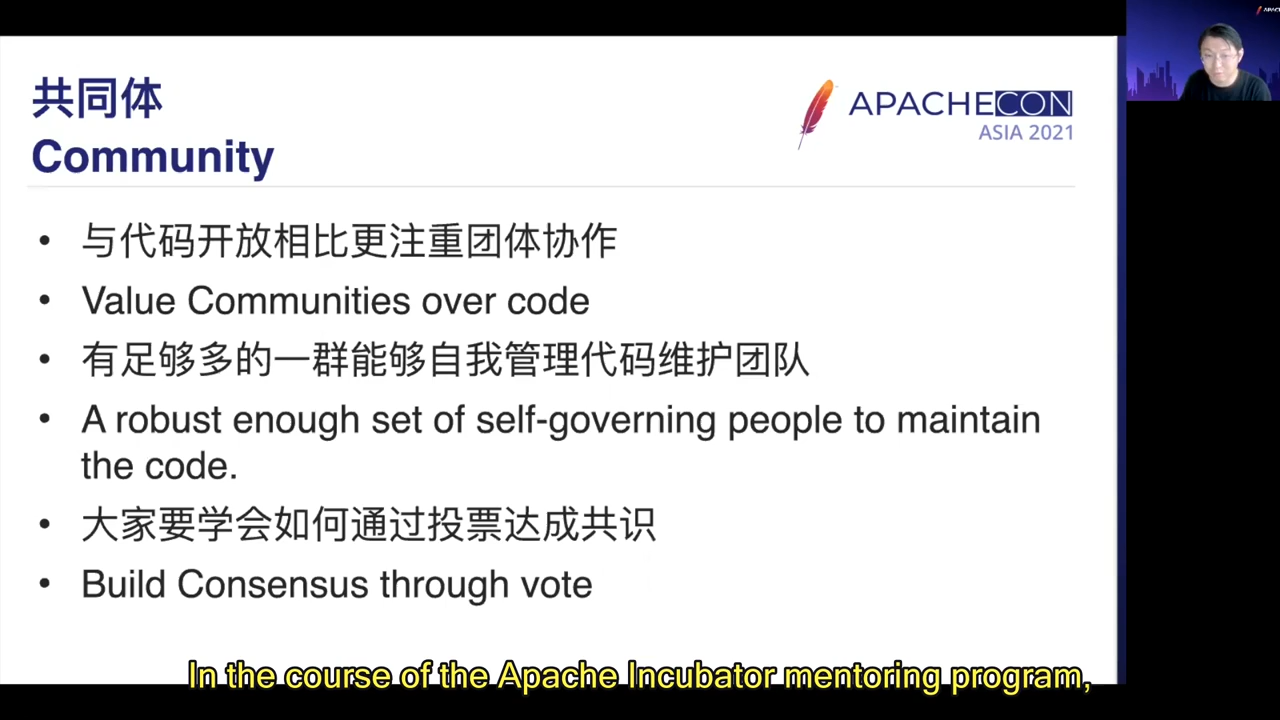 共同体
Community
APACHECON
ASIA 2021
与代码开放相比更注重团体协作
Value Communities over code
有足够多的一群能够自我管理代码维护团队
A robust enough set of self-governing people to maintain
the code.
大家要学会如何通过投票达成共识
Build Consensus through vote
In the course of the Apache Incubator mentoring program,